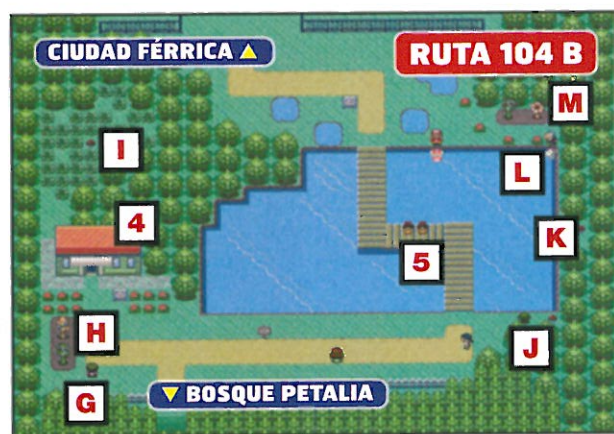 CIUDAD FÉRRICA ▲
RUTA 104 B
M
I
L
4
K
5
H
J
G
▼ BOSQUE PETALIA